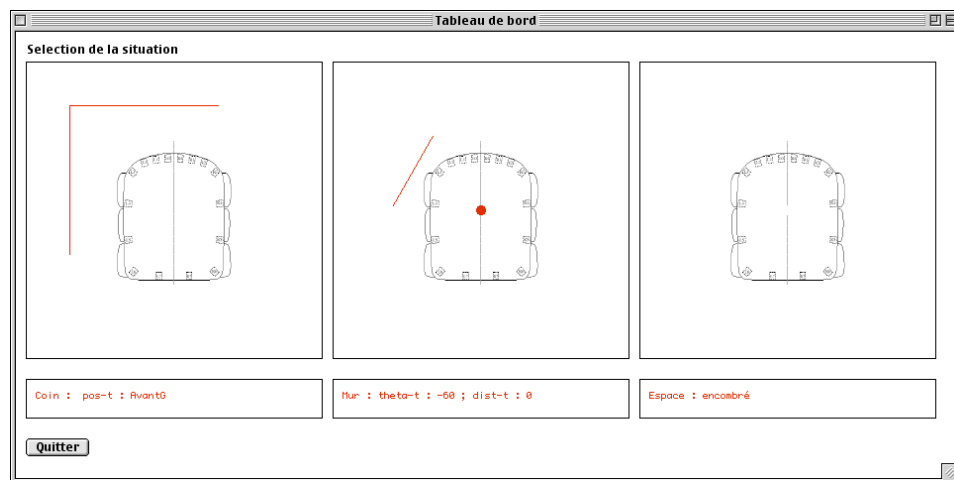 Tableau de bord
Selection de la situation
Coin :  pos-t : AvantG
Mur : theta-t : -60 ; dist-t : 0
Espace : encombré
Quitter